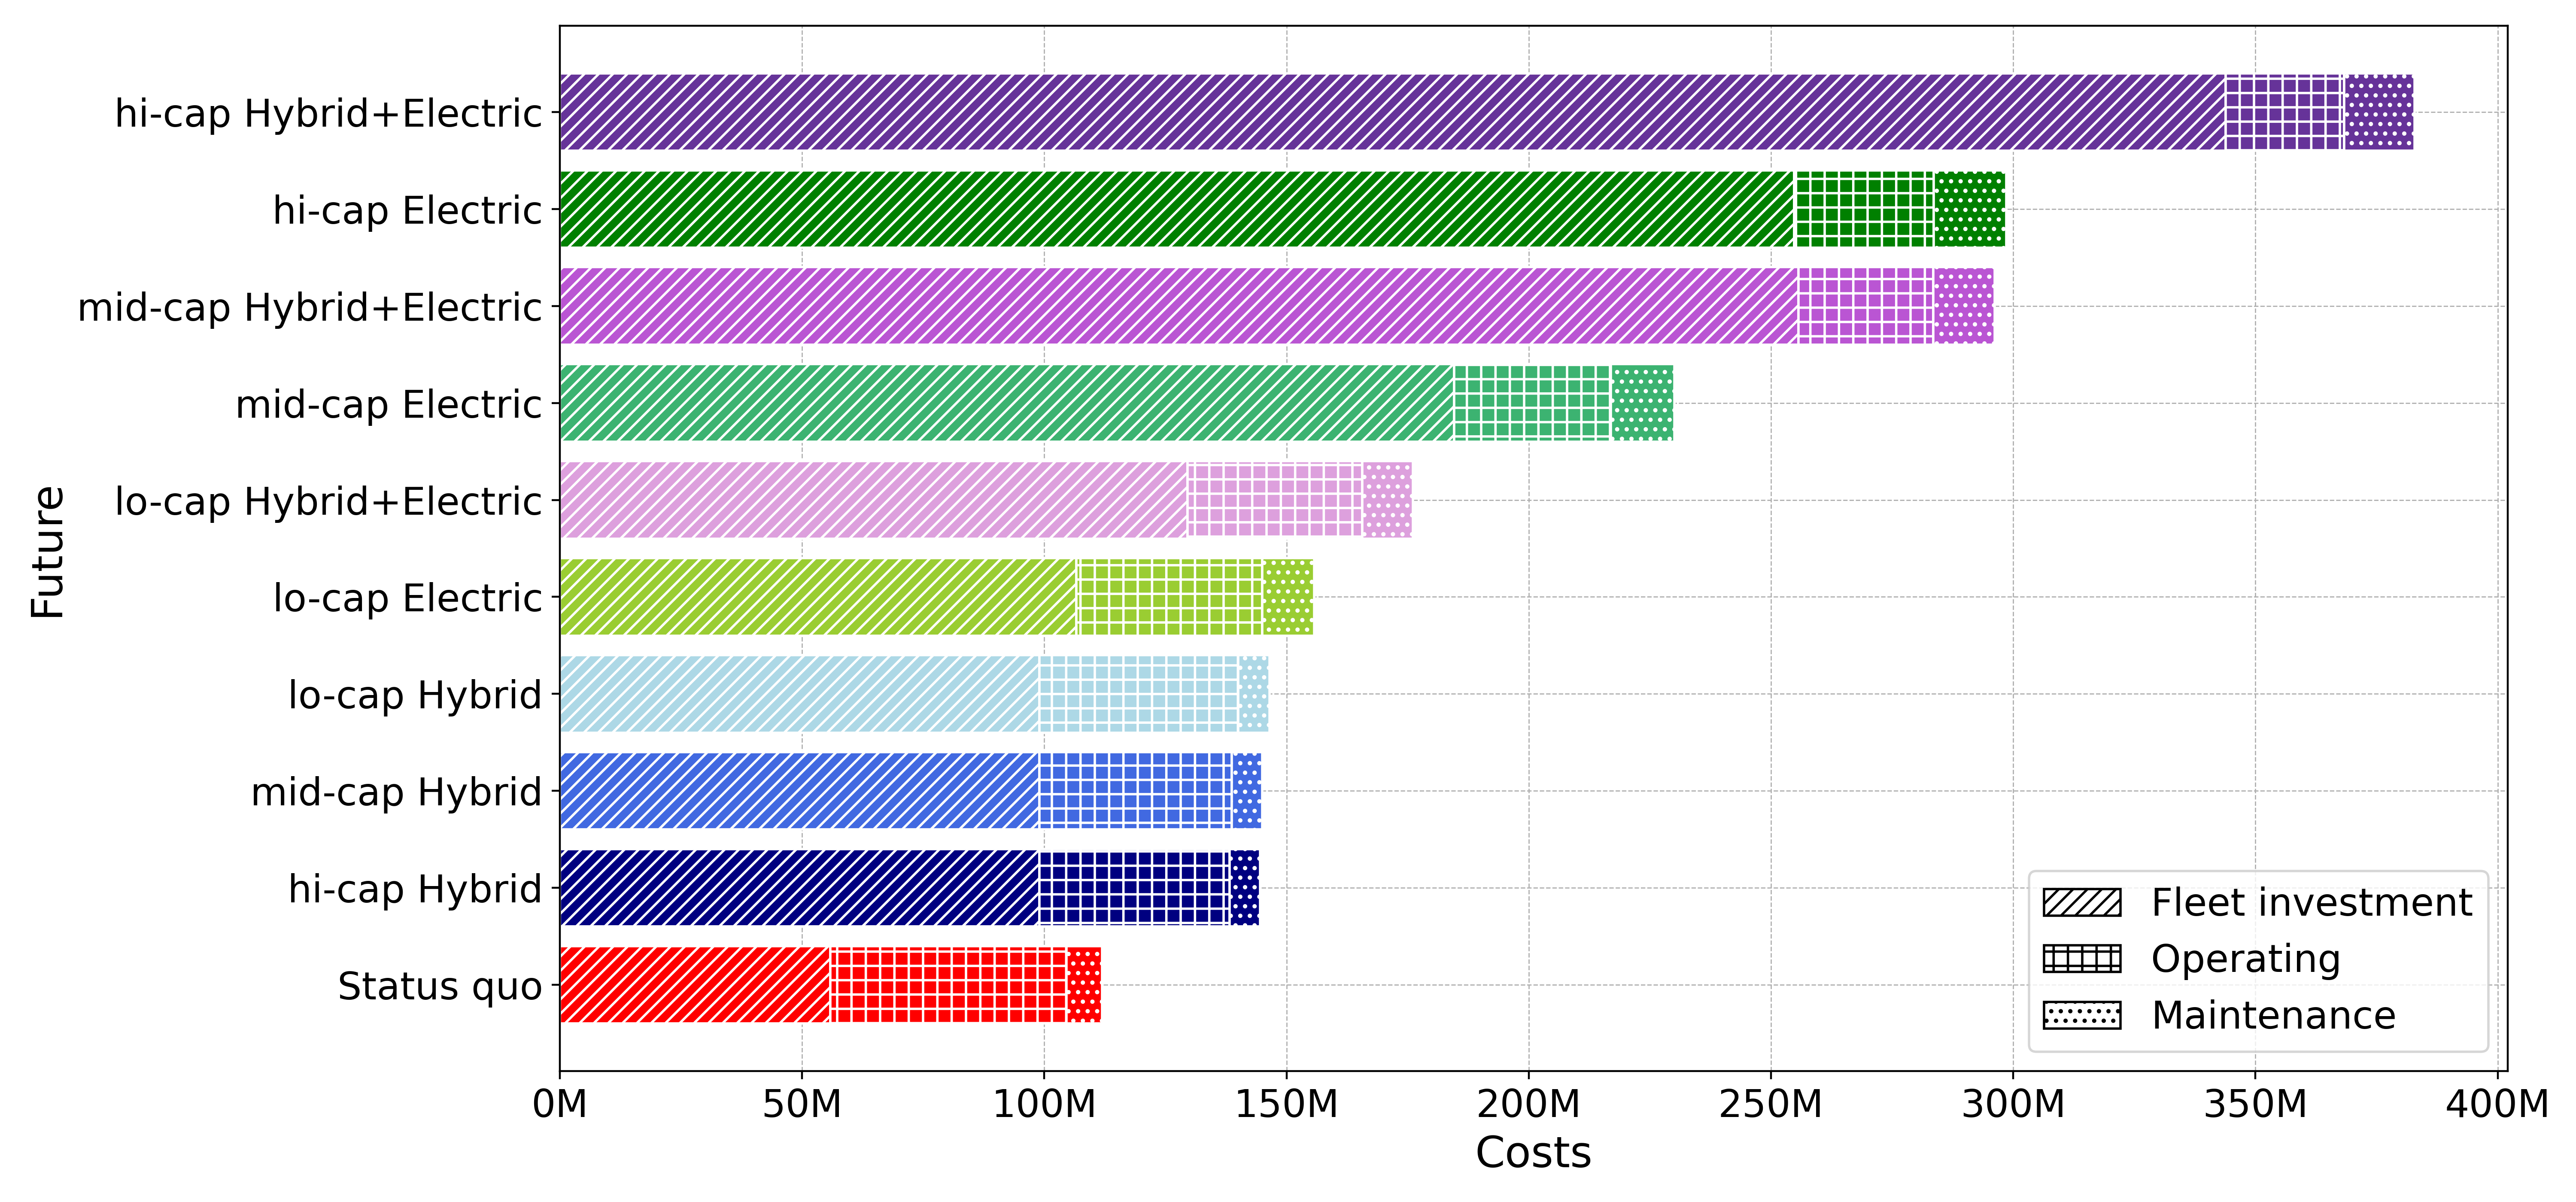 hi-cap Hybrid+Electric
hi-cap Electric
mid-cap Hybrid+Electric
mid-cap Electric
lo-cap Hybrid+Electric
lo-cap Electric
lo-cap Hybrid
mid-cap Hybrid
hi-cap Hybrid
Status quo
Future
0M 50M 100M 150M 200M 250M 300M 350M 400M
Costs
Fleet investment
Operating
Maintenance